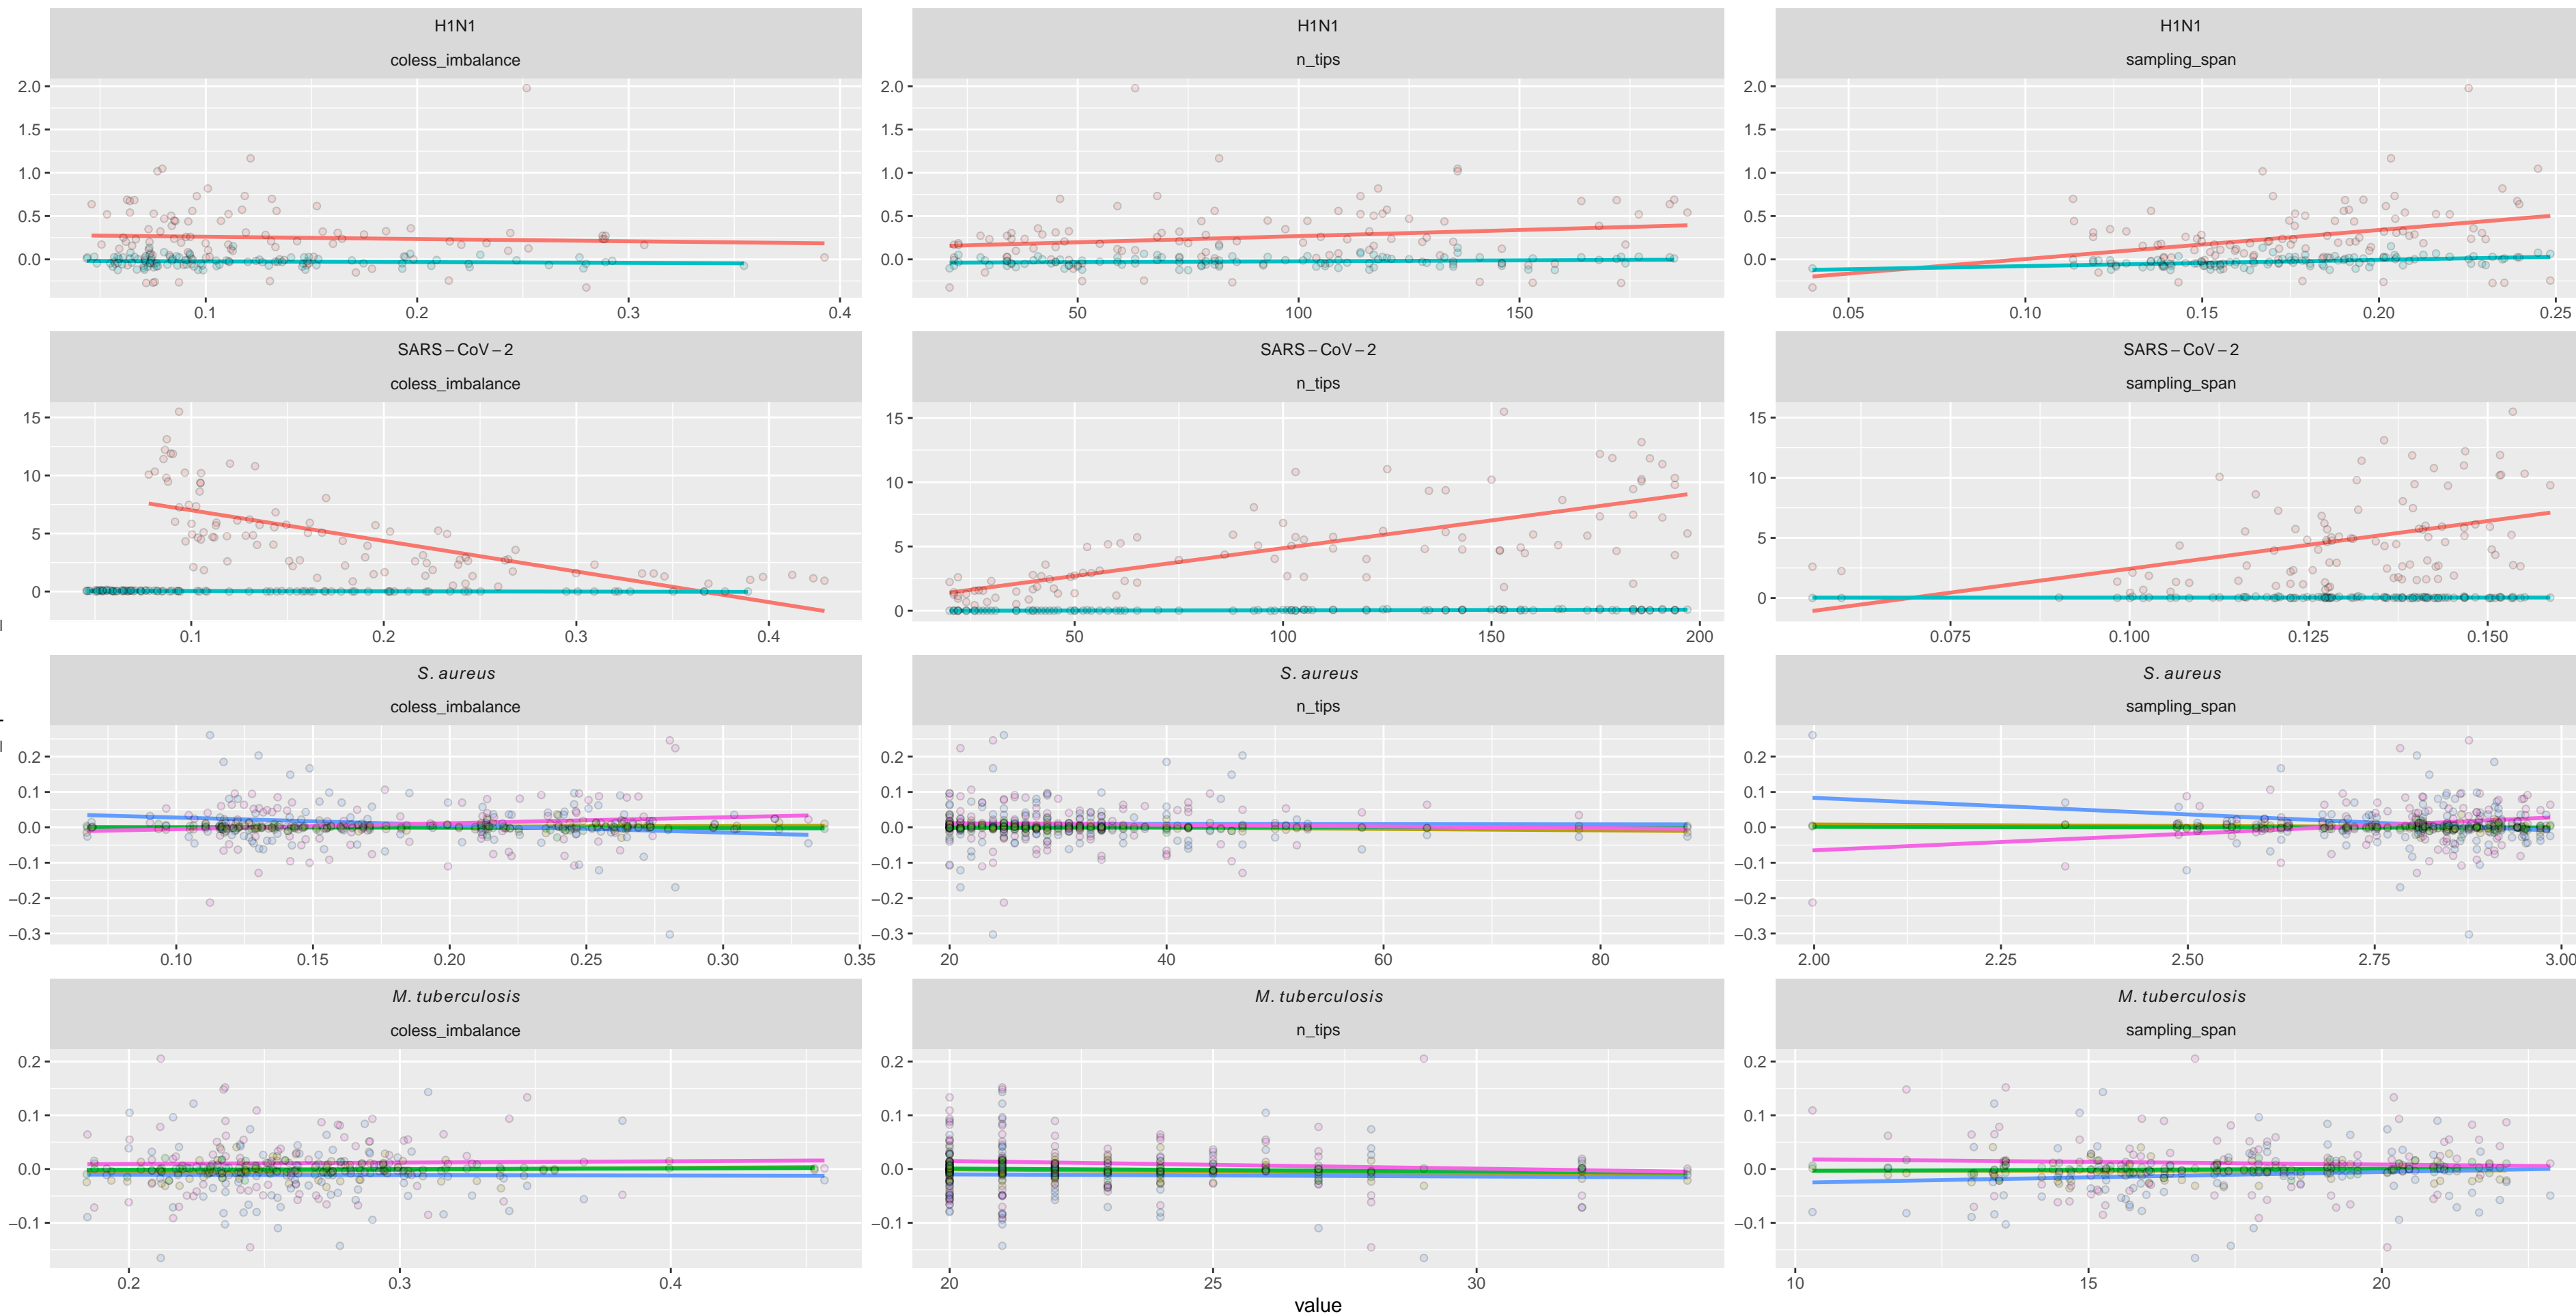 H1N1 H1N1 H1N1
coless_imbalance n_tips sampling_span
2.0 2.0 2.0
1.5 1.5 1.5
1.0 1.0 1.0
0.5 0.5 0.5
0.0 0.0 0.0
0.1 0.2 0.3 0.4 50 100 150 0.05 0.10 0.15 0.20 0.25
SARS−CoV−2 SARS−CoV−2 SARS−CoV−2
coless_imbalance n_tips sampling_span
15 15 15
10 10 10
5 5 5
0 0 0
0.1 0.2 0.3 0.4 50 100 150 200 0.075 0.100 0.125 0.150
S. aureus S. aureus S. aureus
coless_imbalance n_tips sampling_span
0.2 0.2 0.2
0.1 0.1 0.1
0.0 0.0 0.0
−0.1 −0.1 −0.1
−0.2 −0.2 −0.2
−0.3 −0.3 −0.3
0.10 0.15 0.20 0.25 0.30 0.35 20 40 60 80 2.00 2.25 2.50 2.75 3.00
M. tuberculosis M. tuberculosis M. tuberculosis
coless_imbalance n_tips sampling_span
0.2 0.2 0.2
0.1 0.1 0.1
0.0 0.0 0.0
−0.1 −0.1 −0.1
0.2 0.3 0.4 20 25 30 10 15 20
value